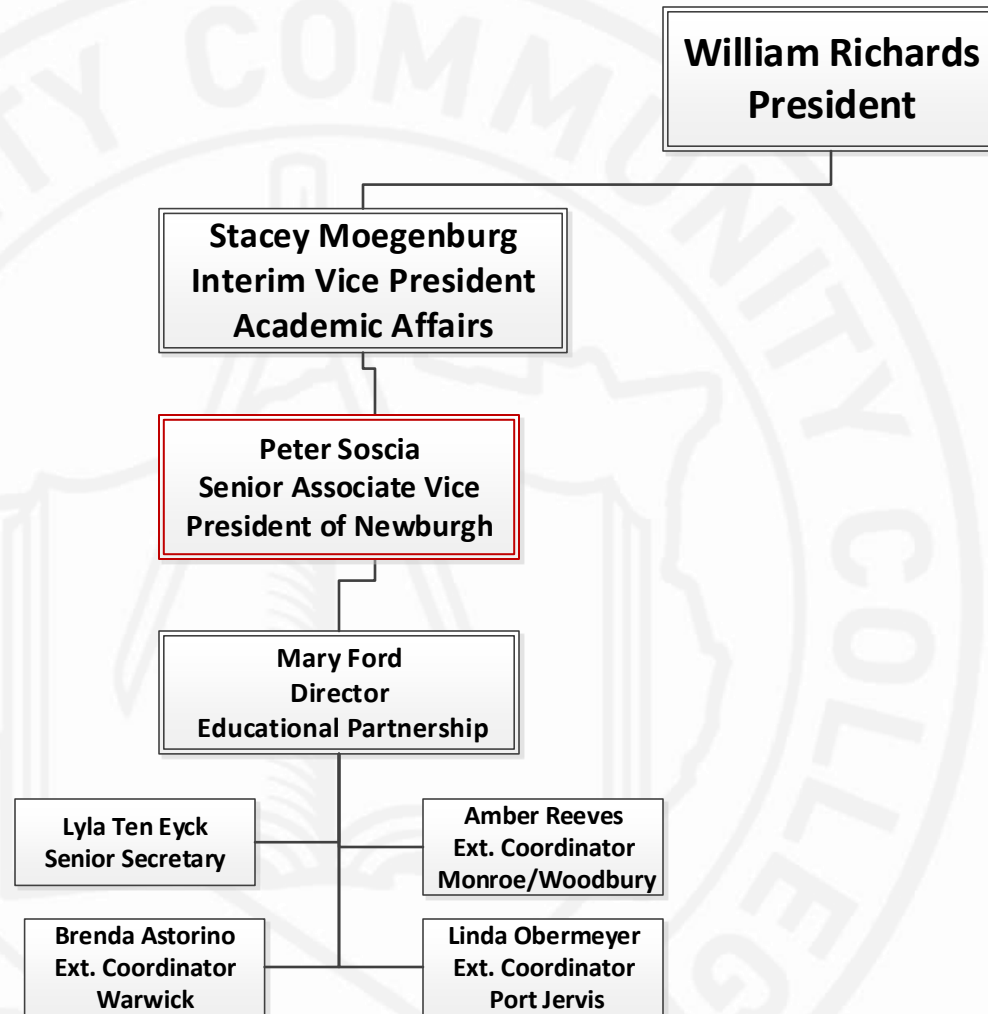 William Richards
President
Stacey Moegenburg
Interim Vice President
Academic Affairs
Peter Soscia
Senior Associate Vice
President of Newburgh
Mary Ford
Director
Educational Partnership
Lyla Ten Eyck
Senior Secretary
Amber Reeves
Ext. Coordinator
Monroe/Woodbury
Brenda Astorino
Ext. Coordinator
Warwick
Linda Obermeyer
Ext. Coordinator
Port Jervis
COMMUNITY COLLEG